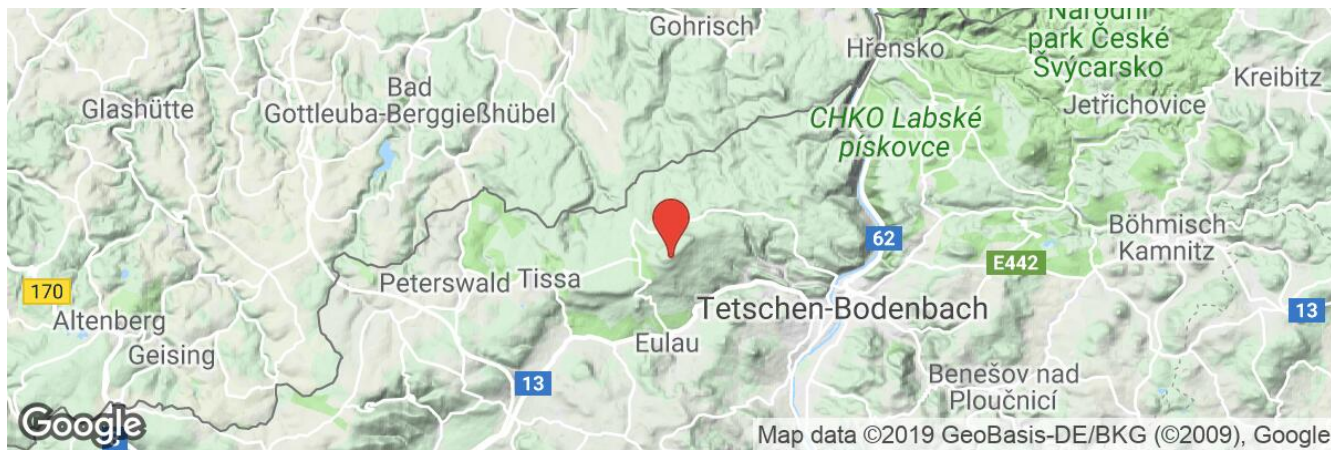 Gohrisch
Národní
park České
Švýcarsko
Hřensko
Kreibitz
Bad
Gottleuba-Berggießhübel
Glashütte
Jetřichovice
CHKO Labské
pískovce
Böhmisch
Kamnitz
62
E442
Peterswald
Tissa
170
Altenberg
Tetschen-Bodenbach
13
Geising
Eulau
13
Benešov nad
Ploučnicí
Google
Map data ©2019 GeoBasis-DE/BKG (©2009), Google